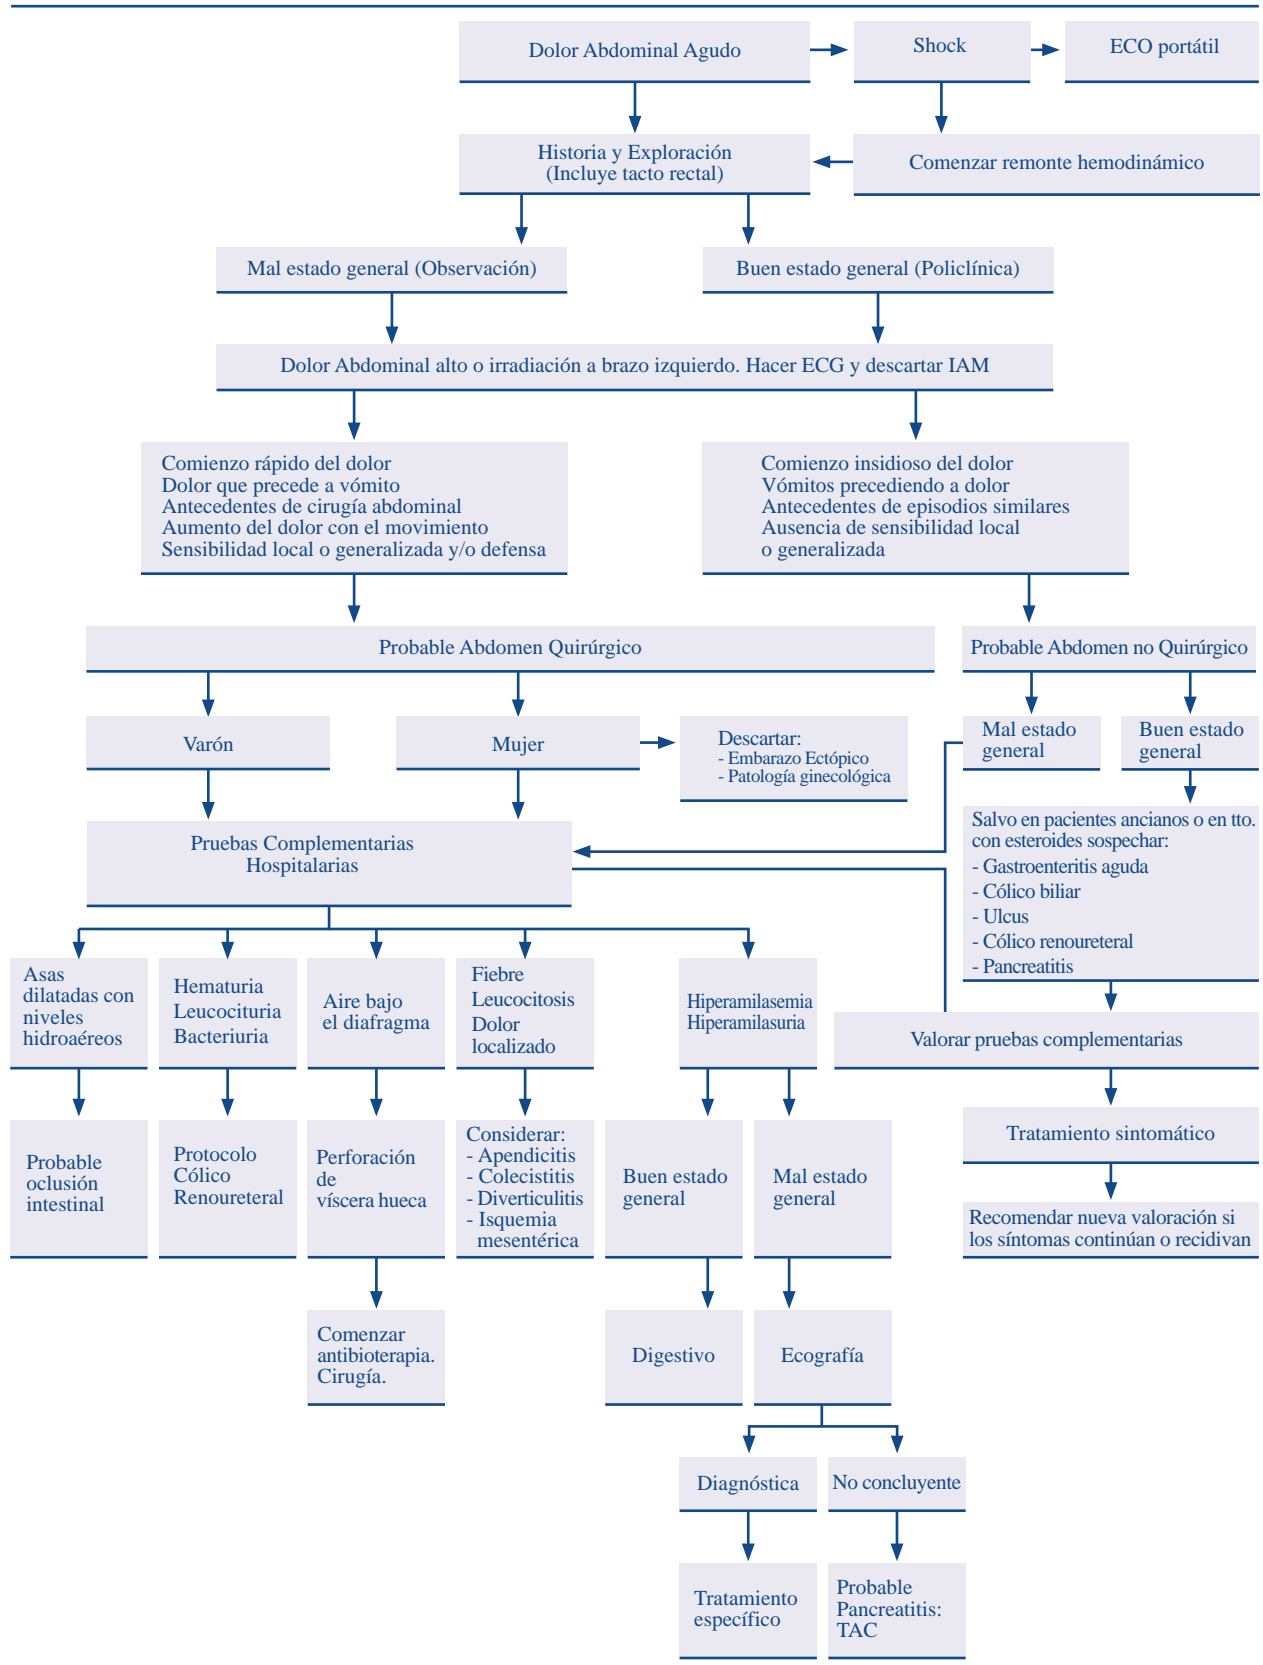 Dolor Abdominal Agudo
Shock
ECO portátil
Historia y Exploración
(Incluye tacto rectal)
Comenzar remonte hemodinámico
Mal estado general (Observación)
Buen estado general (Policlínica)
Dolor Abdominal alto o irradiación a brazo izquierdo. Hacer ECG y descartar IAM
Comienzo rápido del dolor
Dolor que precede a vómito
Antecedentes de cirugía abdominal
Aumento del dolor con el movimiento
Sensibilidad local o generalizada y/o defensa
Comienzo insidioso del dolor
Vómitos precediendo a dolor
Antecedentes de episodios similares
Ausencia de sensibilidad local
o generalizada
Probable Abdomen Quirúrgico
Probable Abdomen no Quirúrgico
Varón
Mujer
Descartar:
- Embarazo Ectópico
- Patología ginecológica
Mal estado
general
Buen estado
general
Pruebas Complementarias
Hospitalarias
Salvo en pacientes ancianos o en tto.
con esteroides sospechar:
- Gastroenteritis aguda
- Cólico biliar
- Ulcus
- Cólico renoureteral
- Pancreatitis
Asas
dilatadas con
niveles
hidroaéreos
Hematuria
Leucocituria
Bacteriuria
Aire bajo
el diafragma
Fiebre
Leucocitosis
Dolor
localizado
Hiperamilasemia
Hiperamilasuria
Valorar pruebas complementarias
Probable
oclusión
intestinal
Protocolo
Cólico
Renoureteral
Perforación
de
víscera hueca
Considerar:
- Apendicitis
- Colecistitis
- Diverticulitis
- Isquemia
mesentérica
Buen estado
general
Mal estado
general
Tratamiento sintomático
Recomendar nueva valoración si
los síntomas continúan o recidivan
Comenzar
antibioterapia.
Cirugía.
Digestivo
Ecografía
Diagnóstica
No concluyente
Tratamiento
específico
Probable
Pancreatitis:
TAC